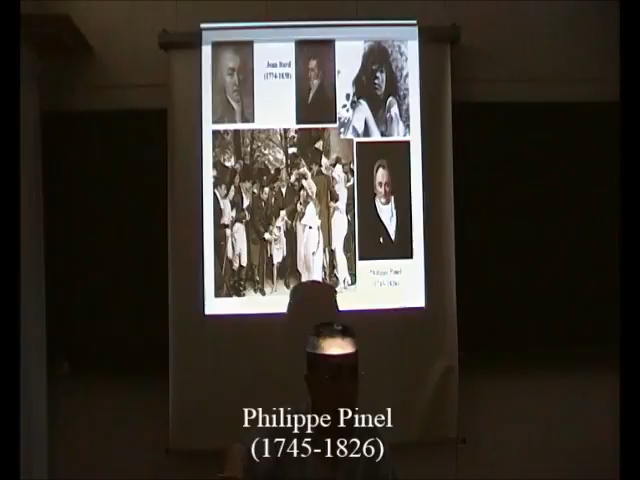 Jean Itard
(1774-1838)
Philippe Pinel
(1745-1826)
Philippe Pinel
(1745-1826)